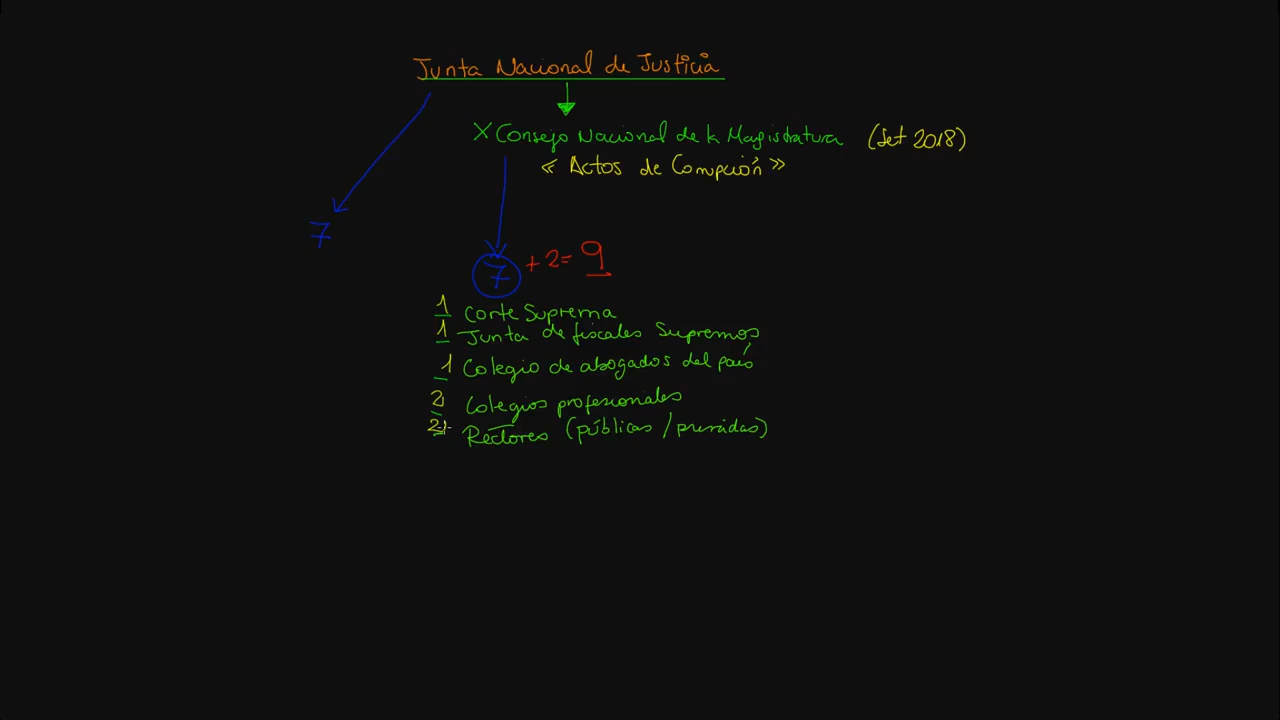 Junta Nacional de Justicia
X Consejo Nacional de la Magistratura (Set 2018)
« Actos de Corrupción »
7
7 + 2 = 9
1 Corte Suprema
1 Junta de fiscales Supremos
1 Colegio de abogados del país
2 Colegios profesionales
2 Rectores (públicas / privadas)